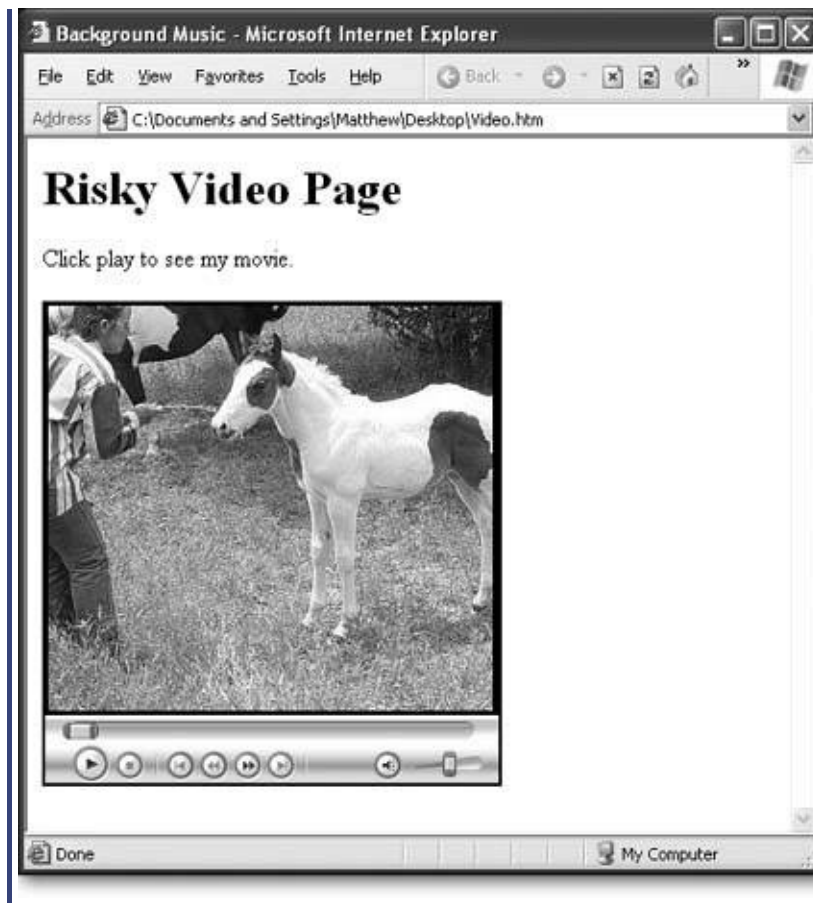 Background Music - Microsoft Internet Explorer
File Edit View Favorites Tools Help Back »
Address C:\Documents and Settings\Matthew\Desktop\Video.htm
Risky Video Page
Click play to see my movie.
Done My Computer